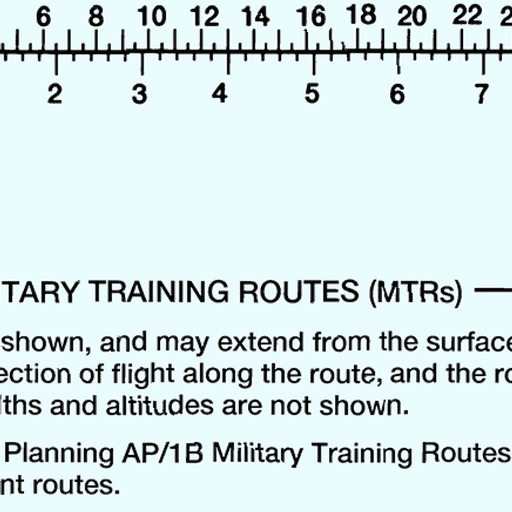 6 8 10 12 14 16 18 20 22 2
2 3 4 5 6 7
TARY TRAINING ROUTES (MTRs) —
shown, and may extend from the surface
ection of flight along the route, and the ro
ths and altitudes are not shown.
Planning AP/1B Military Training Routes
nt routes.